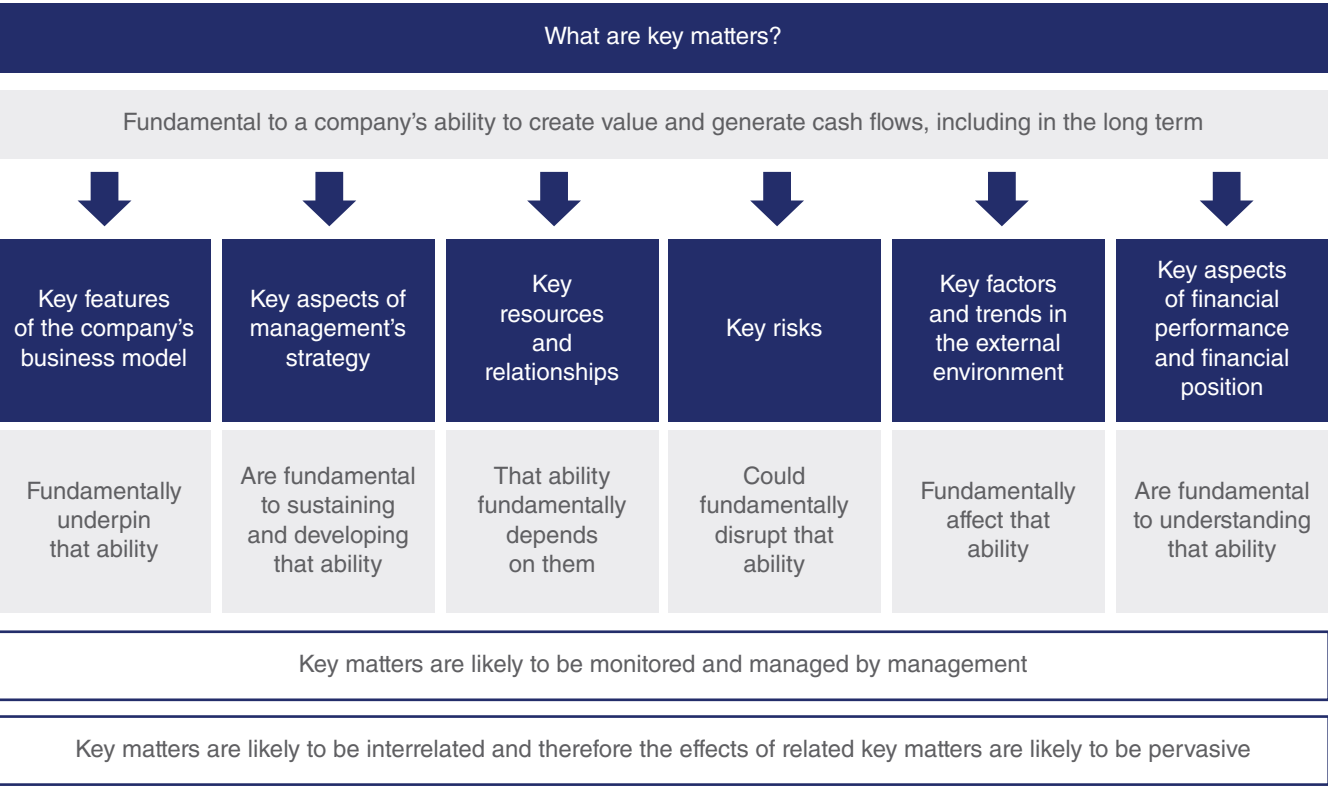 What are key matters?
Fundamental to a company’s ability to create value and generate cash flows, including in the long term
Key features
of the company’s
business model
Key aspects of
management’s
strategy
Key
resources
and
relationships
Key risks
Key factors
and trends in
the external
environment
Key aspects
of financial
performance
and financial
position
Fundamentally
underpin
that ability
Are fundamental
to sustaining
and developing
that ability
That ability
fundamentally
depends
on them
Could
fundamentally
disrupt that
ability
Fundamentally
affect that
ability
Are fundamental
to understanding
that ability
Key matters are likely to be monitored and managed by management
Key matters are likely to be interrelated and therefore the effects of related key matters are likely to be pervasive